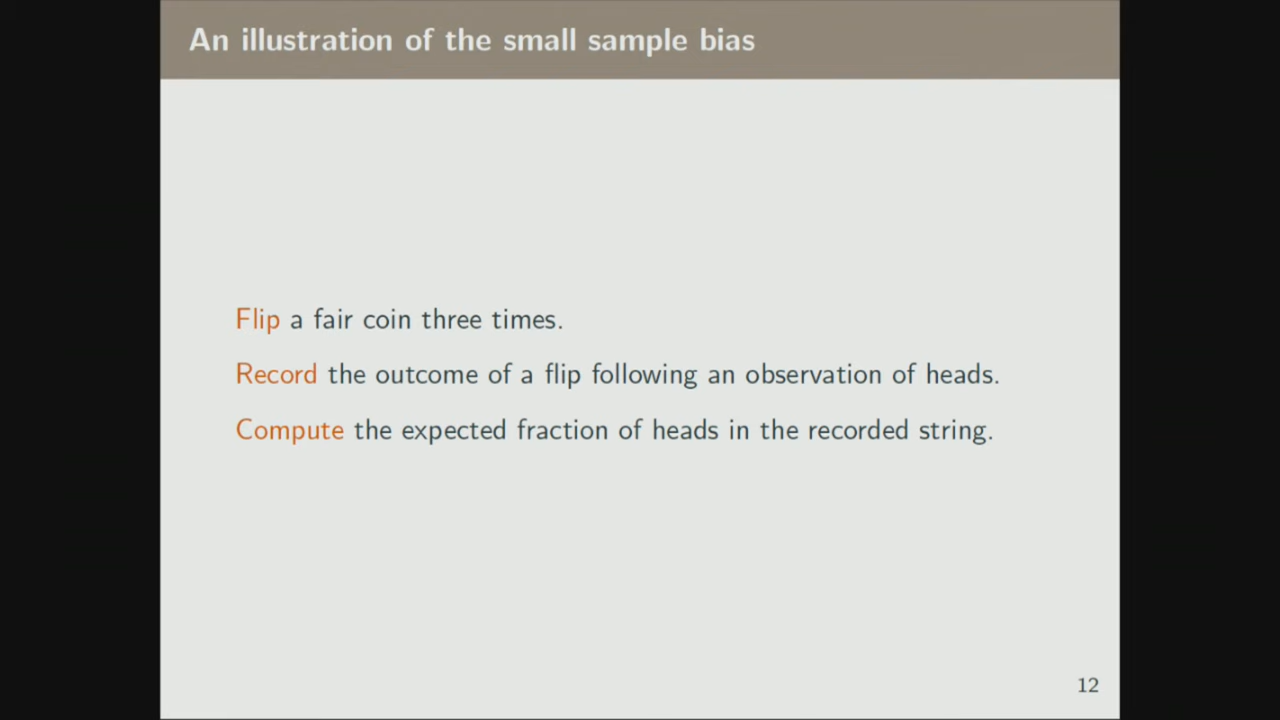 An illustration of the small sample bias
Flip a fair coin three times.
Record the outcome of a flip following an observation of heads.
Compute the expected fraction of heads in the recorded string.
12